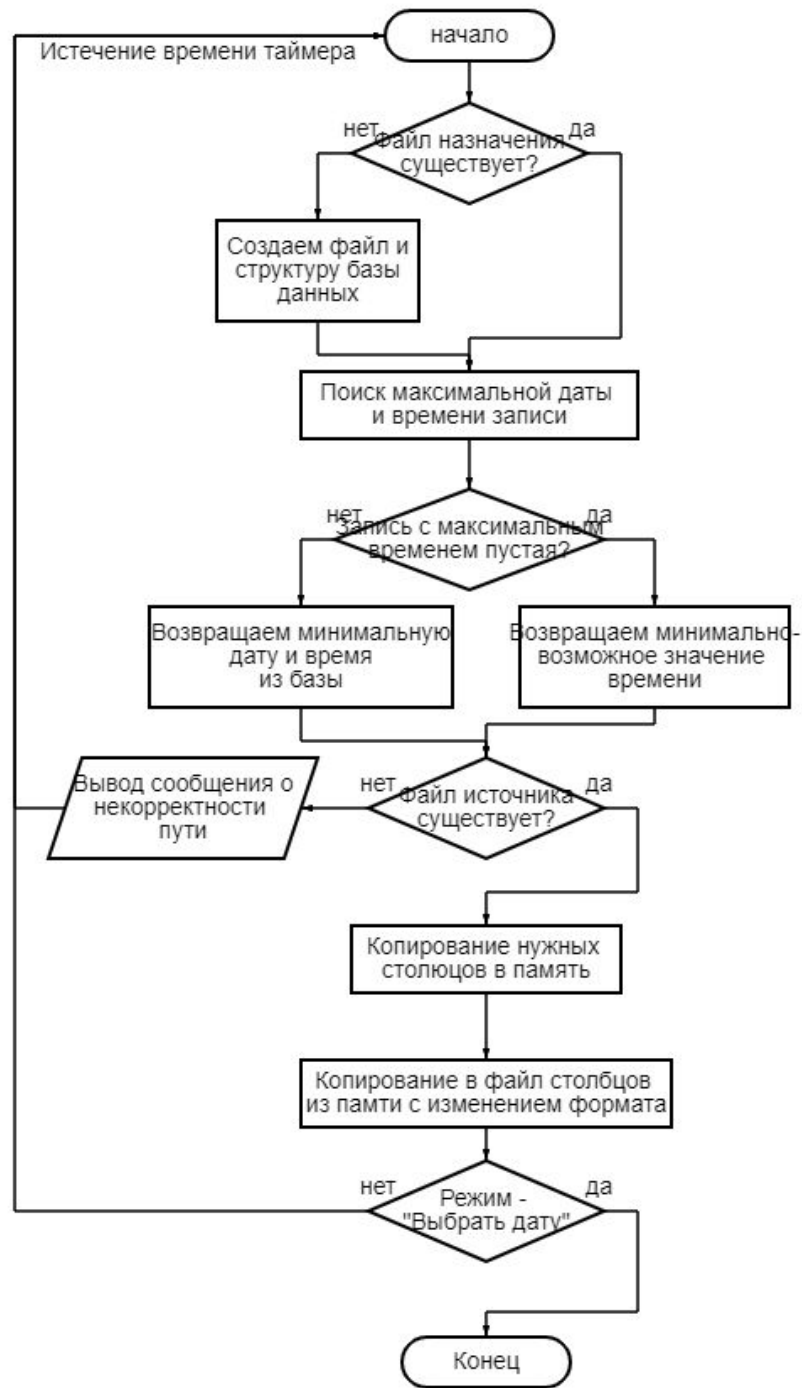 начало
Истечение времени таймера
нет
да
Файл назначения
существует?
Создаем файл и
структуру базы
данных
Поиск максимальной даты
и времени записи
нет
да
Запись с максимальным
временем пустая?
Возвращаем минимальную
дату и время
из базы
Возвращаем минимально-
возможное значение
времени
Вывод сообщения о
некорректности
пути
нет
да
Файл источника
существует?
Копирование нужных
столюцов в память
Копирование в файл столбцов
из памти с изменением формата
нет
да
Режим -
"Выбрать дату"
Конец